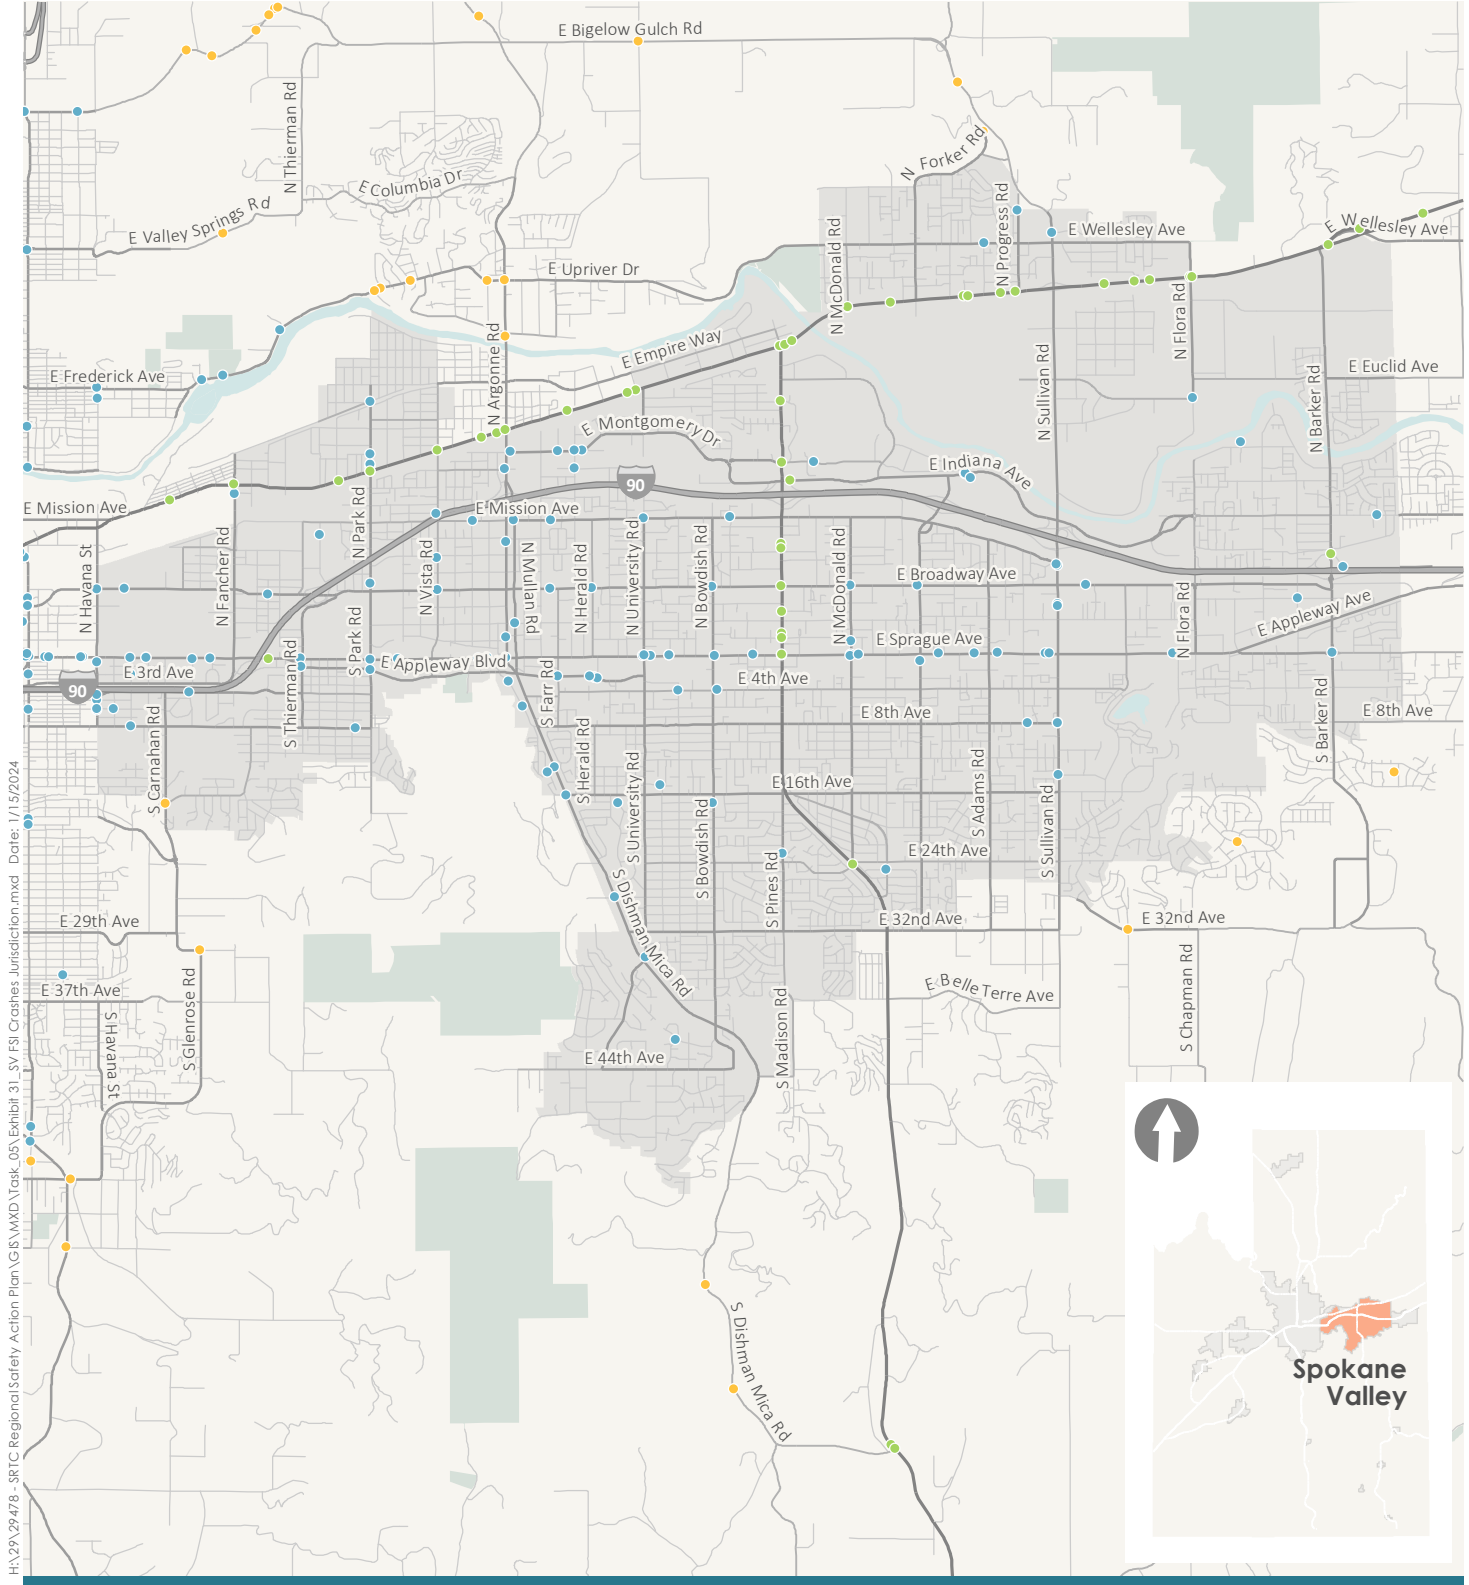 E Bigelow Gulch Rd
N Thierman Rd
N Forker Rd
E Columbia Dr
E Valley Springs Rd
N Progress Rd
N McDonald Rd
E Wellesley Ave
E Wellesley Ave
E Upriver Dr
N Flora Rd
N Argonne Rd
E Empire Way
N Sullivan Rd
E Frederick Ave
E Euclid Ave
N Barker Rd
E Montgomery Dr
E Indiana Ave
90
E Mission Ave
E Mission Ave
N Park Rd
N Havana St
N Fancher Rd
N Vista Rd
N Mullan Rd
N Herald Rd
N University Rd
N Bowdish Rd
N McDonald Rd
E Broadway Ave
N Flora Rd
E Appleway Ave
S Park Rd
E Sprague Ave
S Thierman Rd
E Appleway Blvd
E 3rd Ave
90
S Farr Rd
E 4th Ave
S Carnahan Rd
E 8th Ave
E 8th Ave
S Barker Rd
S Herald Rd
S University Rd
E 16th Ave
S Adams Rd
S Sullivan Rd
S Bowdish Rd
S Pines Rd
E 24th Ave
S Dishman Mica Rd
E 29th Ave
E 32nd Ave
E 32nd Ave
E 37th Ave
S Glenrose Rd
E Belle Terre Ave
S Chapman Rd
S Havana St
S Madison Rd
E 44th Ave
S Dishman Mica Rd
Spokane
Valley
H:\29\29478 - SRTC Regional Safety Action Plan\GIS\MXD\Task_05\Exhibit 31_SV FSI Crashes Jurisdiction.mxd Date: 1/15/2024